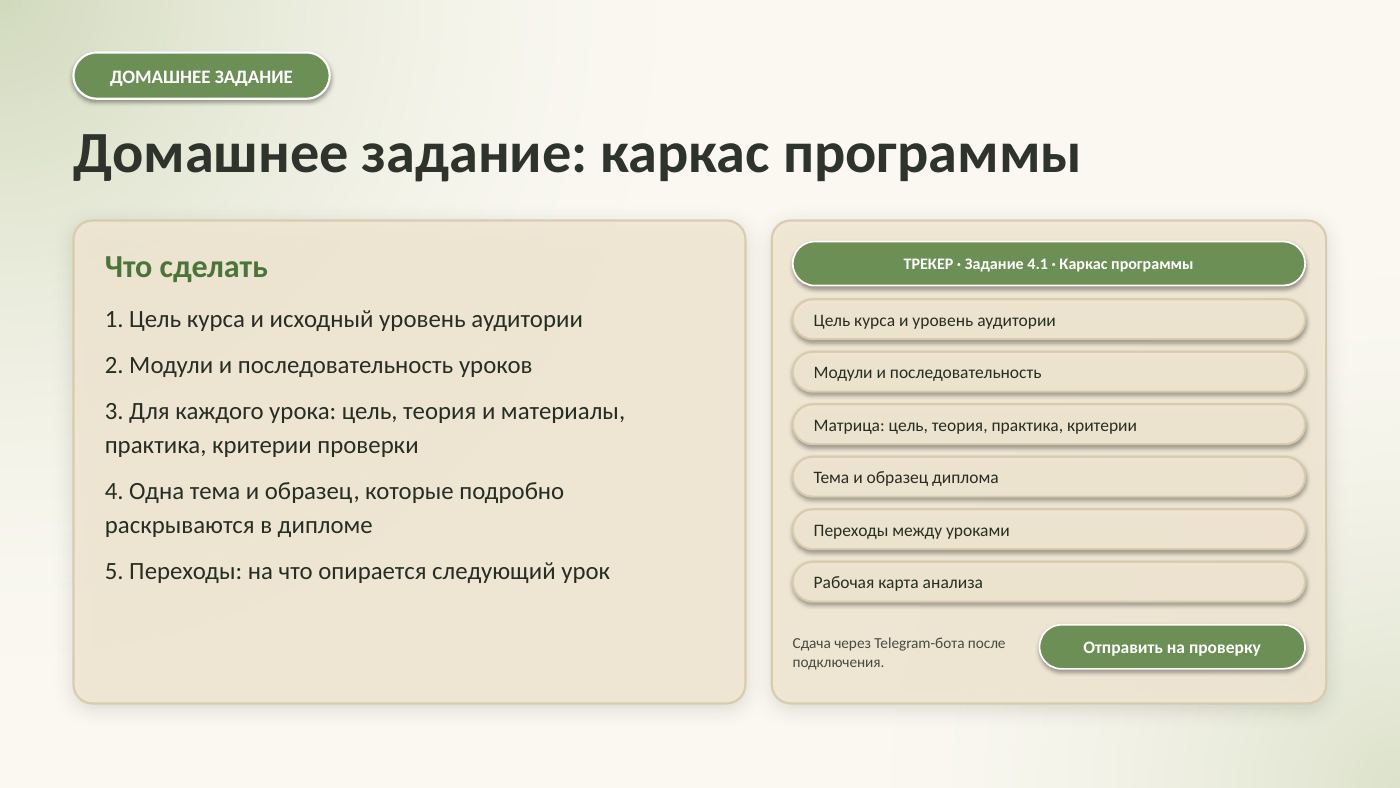 ДОМАШНЕЕ ЗАДАНИЕ
Домашнее задание: каркас программы
Что сделать
1. Цель курса и исходный уровень аудитории
2. Модули и последовательность уроков
3. Для каждого урока: цель, теория и материалы,
практика, критерии проверки
4. Одна тема и образец, которые подробно
раскрываются в дипломе
5. Переходы: на что опирается следующий урок
ТРЕКЕР · Задание 4.1 · Каркас программы
Цель курса и уровень аудитории
Модули и последовательность
Матрица: цель, теория, практика, критерии
Тема и образец диплома
Переходы между уроками
Рабочая карта анализа
Сдача через Telegram-бота после
подключения.
Отправить на проверку